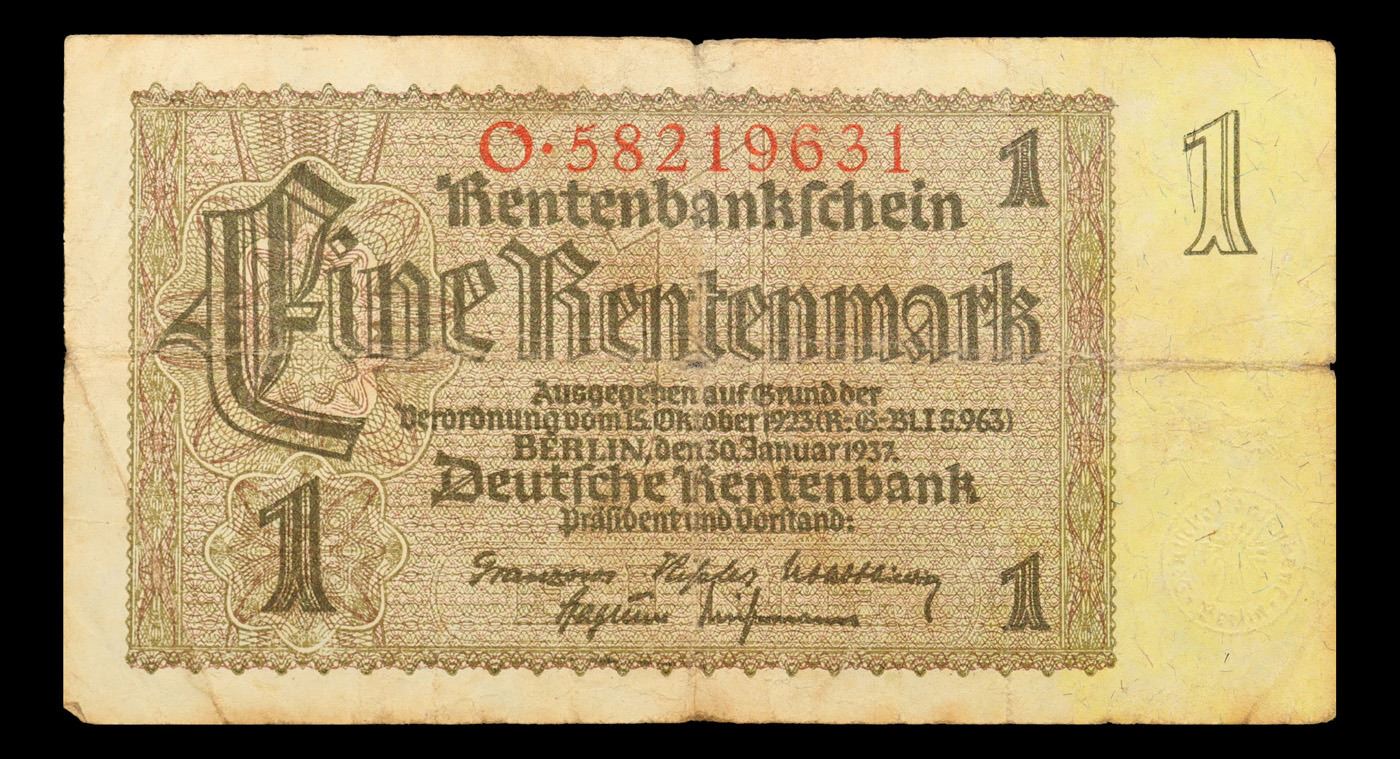 O·58219631
1
1
Rentenbankſchein
Eine Rentenmark
Ausgegeben auf Grund der
Verordnung vom 15. Oktober 1923 (R.-G-Bl. I S. 963)
BERLIN, den 30. Januar 1937.
Deutſche Rentenbank
Präſident und Vorſtand:
1
1